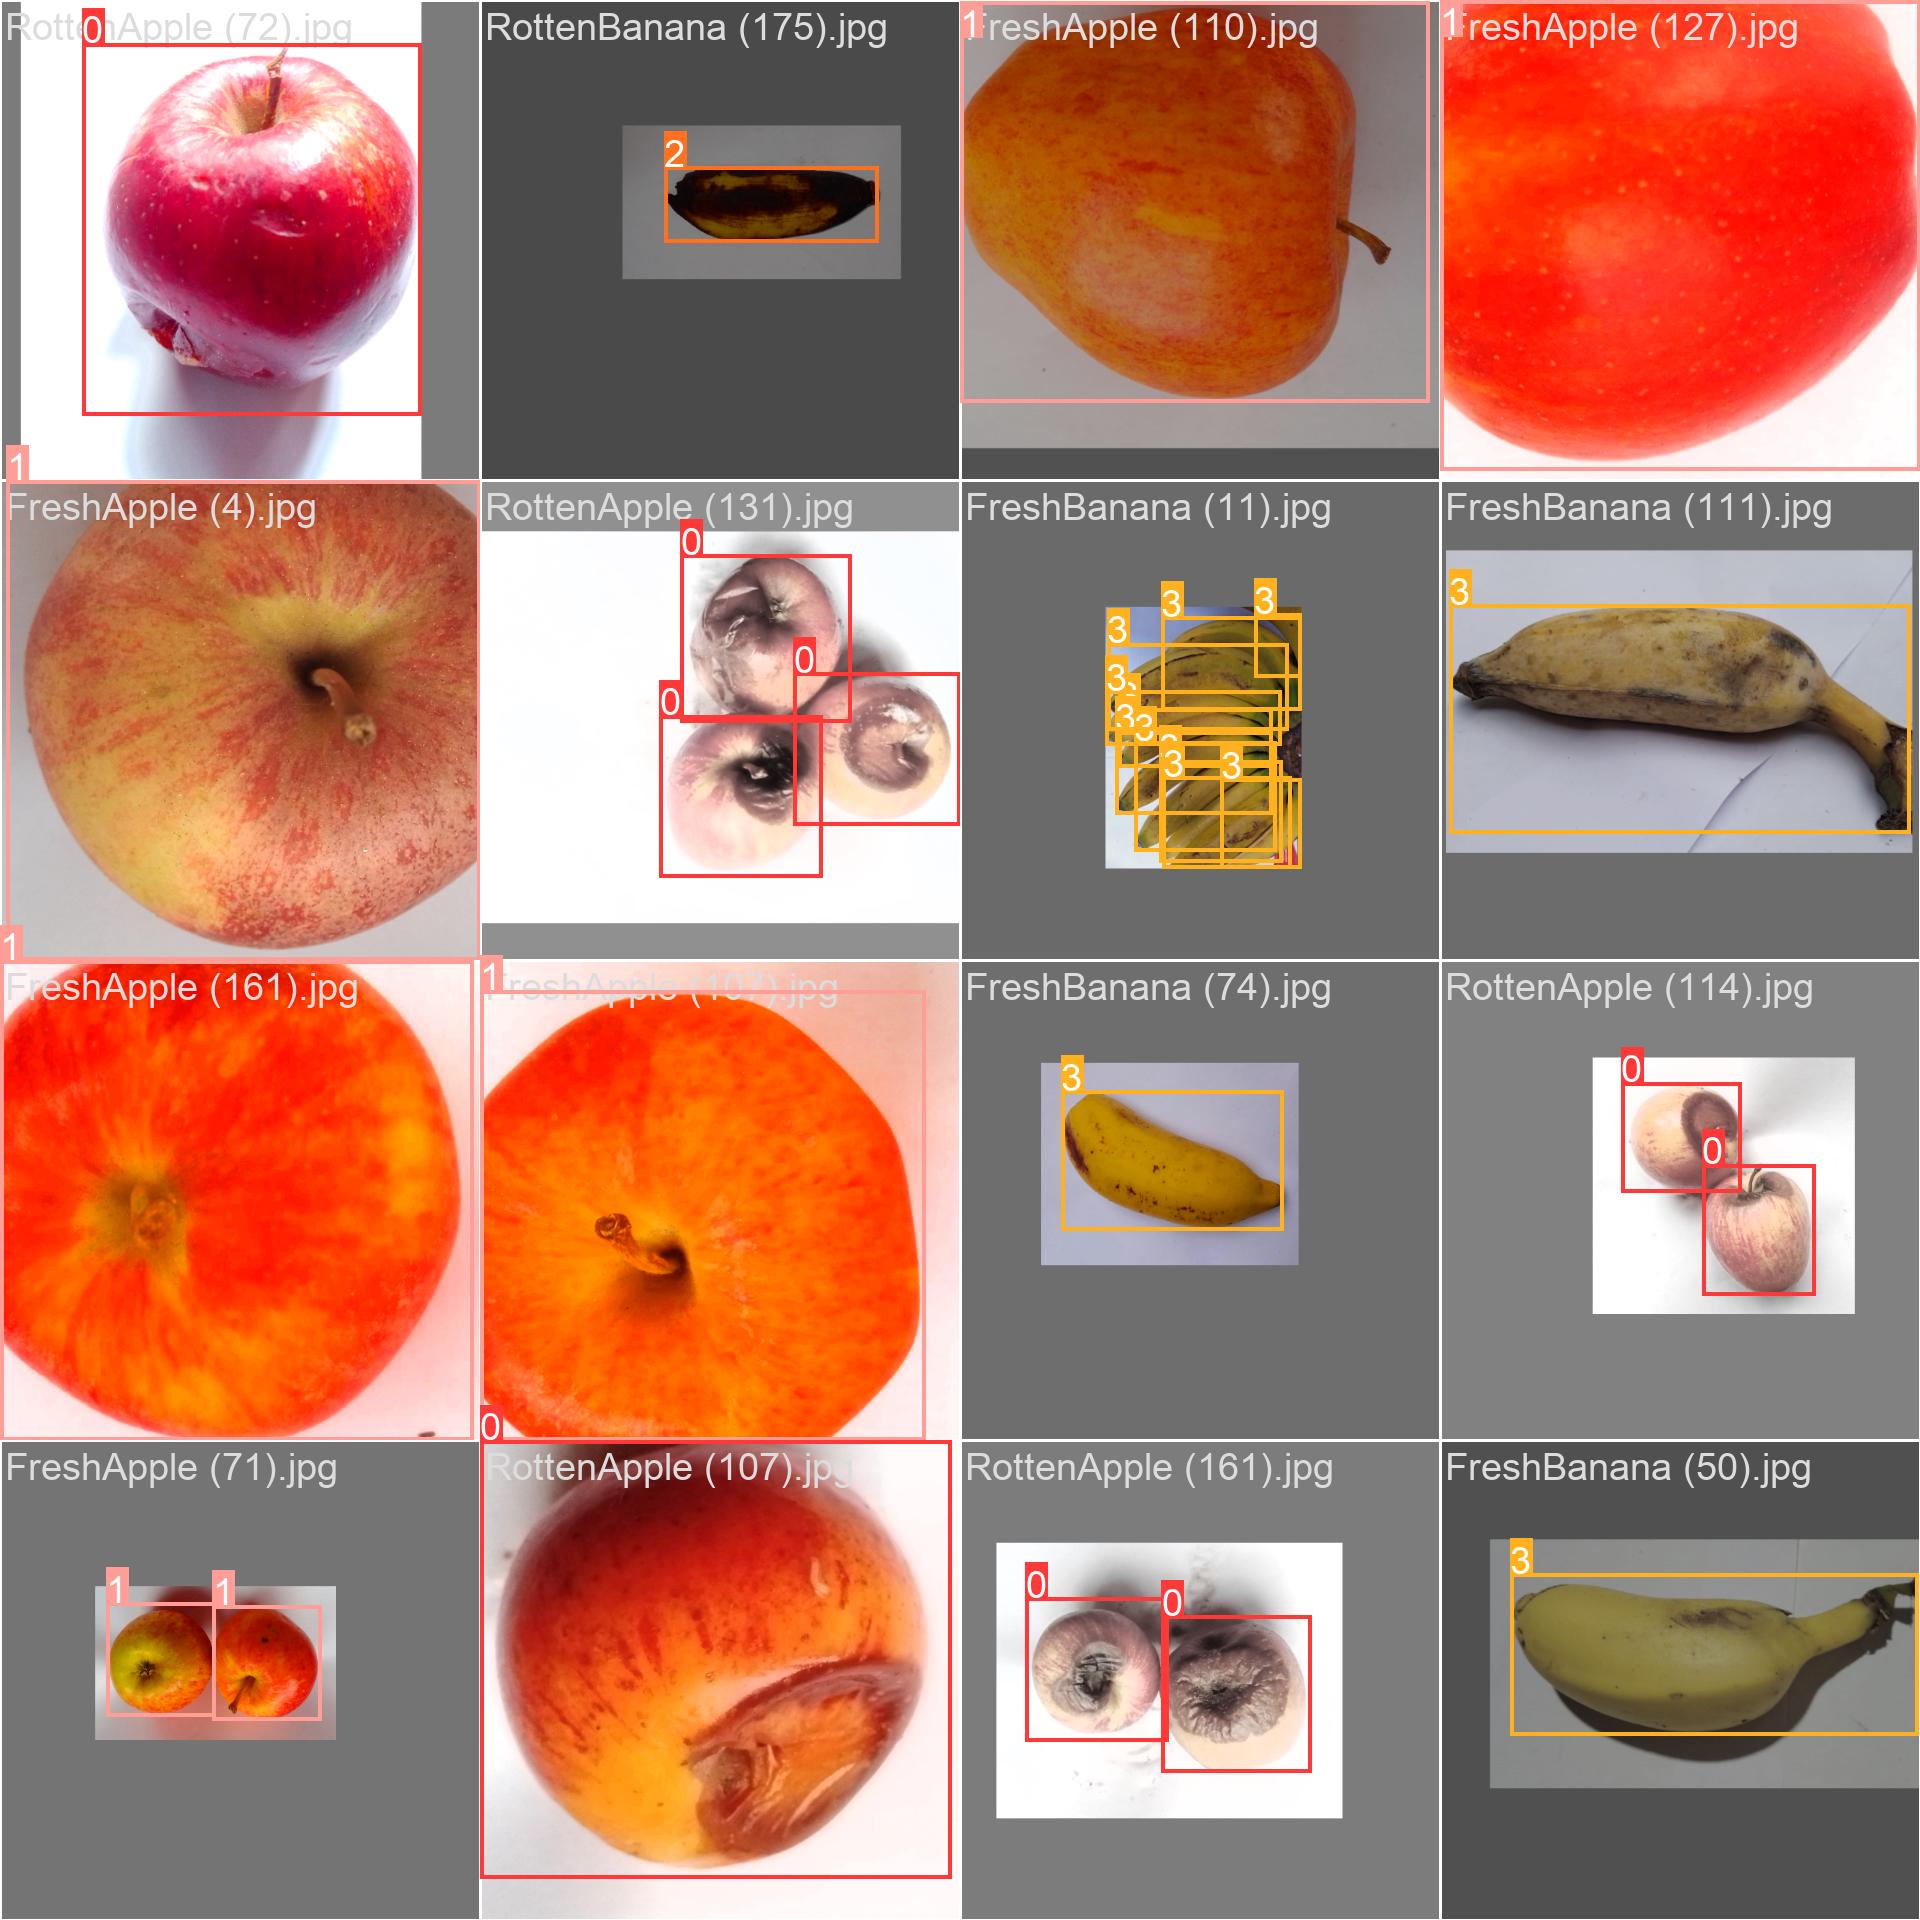 RottenApple (72).jpg
0
RottenBanana (175).jpg
2
FreshApple (110).jpg
1
FreshApple (127).jpg
1
FreshApple (4).jpg
1
RottenApple (131).jpg
0
0
0
FreshBanana (11).jpg
3
3
3
3
3
3
3
3
3
3
FreshBanana (111).jpg
3
FreshApple (161).jpg
1
FreshApple (107).jpg
1
FreshBanana (74).jpg
3
RottenApple (114).jpg
0
0
FreshApple (71).jpg
1
1
RottenApple (107).jpg
0
RottenApple (161).jpg
0
0
FreshBanana (50).jpg
3